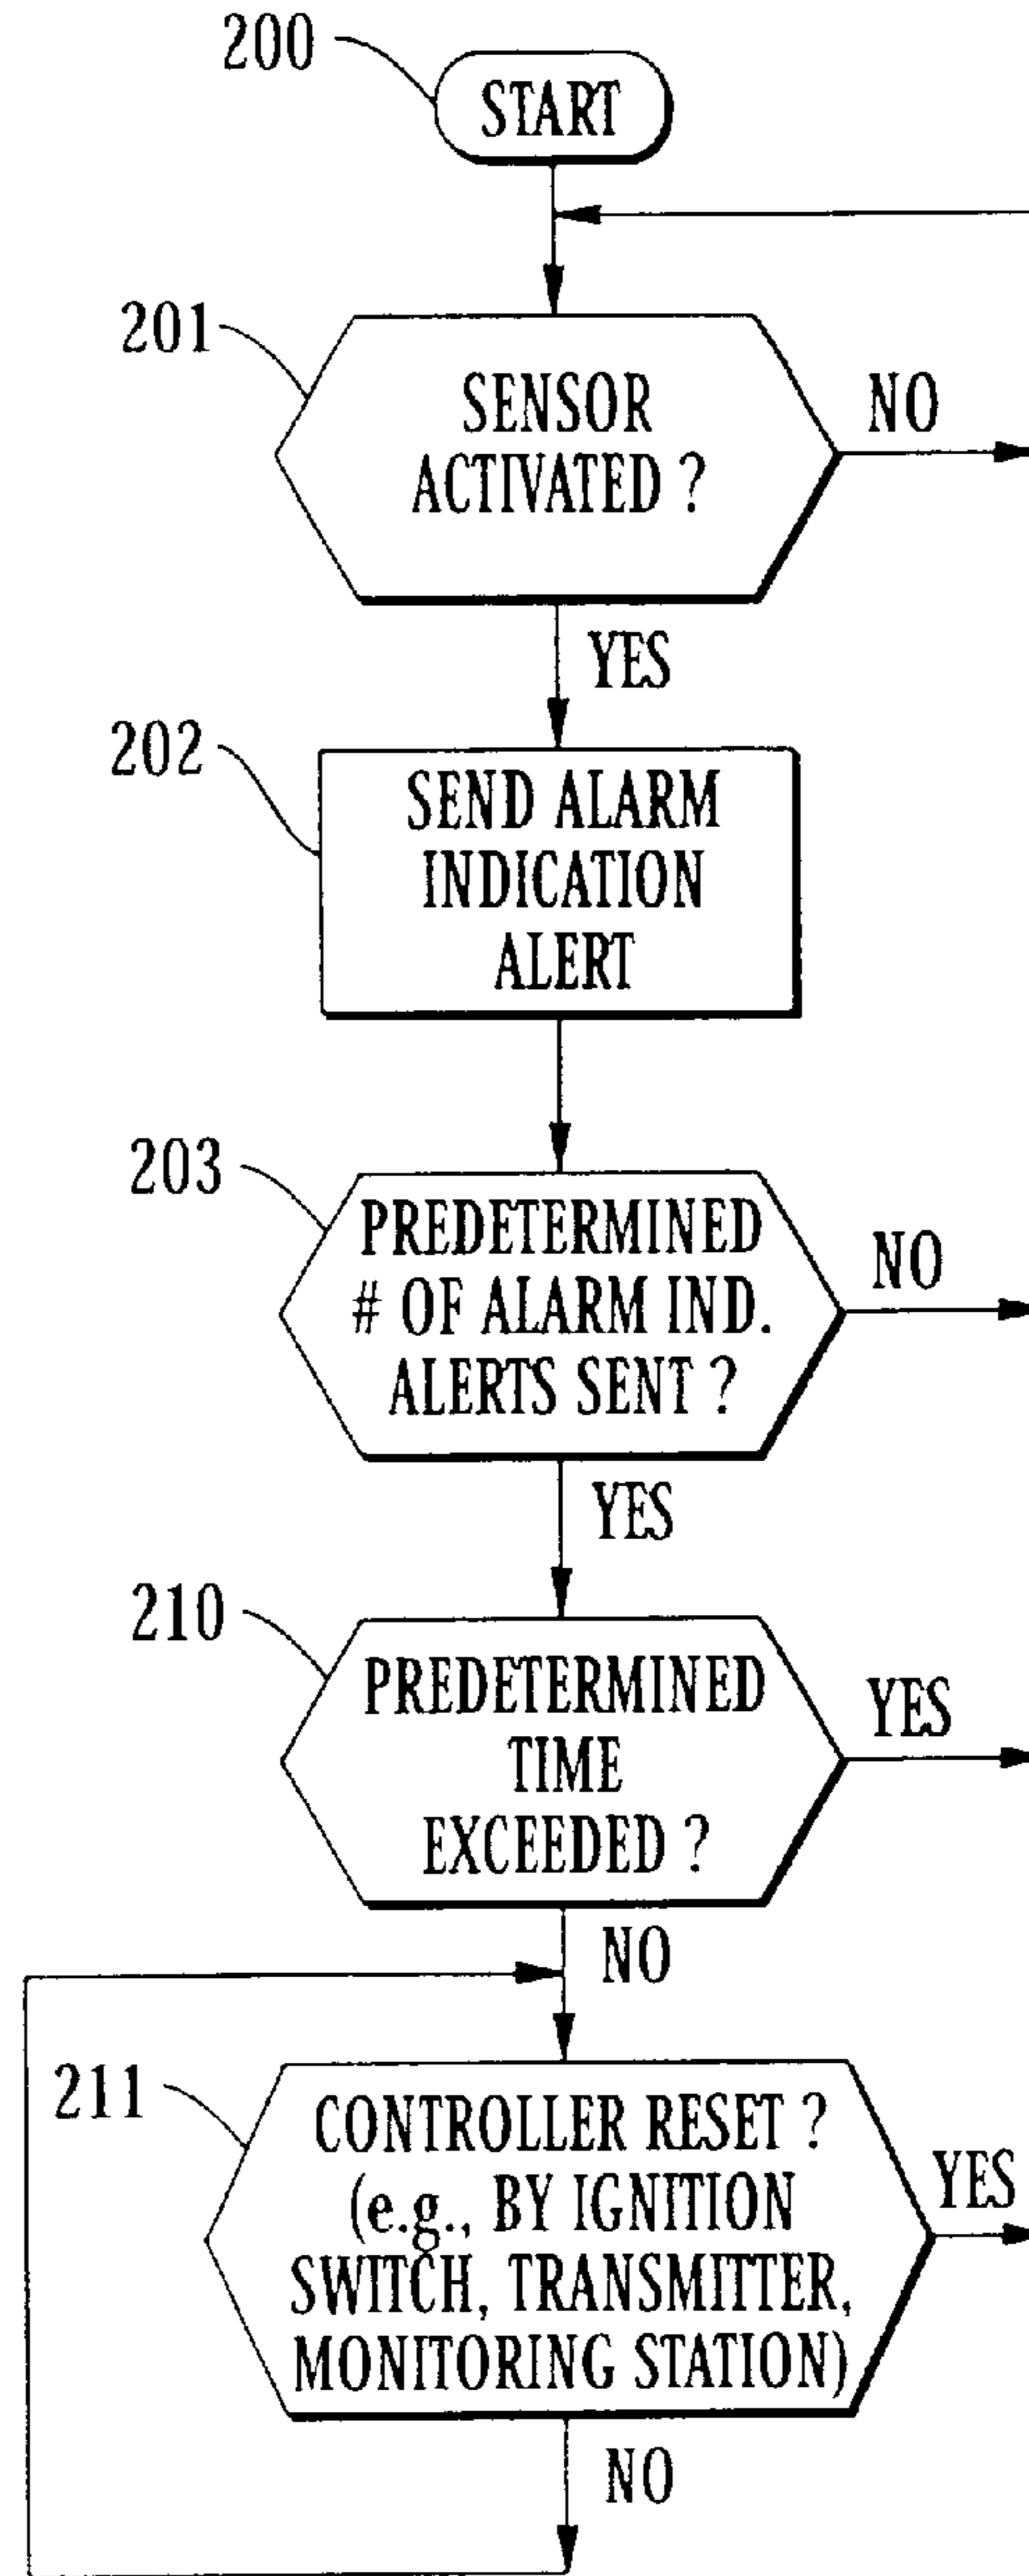 200
START
201
SENSOR
ACTIVATED ?
NO
YES
202
SEND ALARM
INDICATION
ALERT
203
PREDETERMINED
# OF ALARM IND.
ALERTS SENT ?
NO
YES
210
PREDETERMINED
TIME
EXCEEDED ?
YES
NO
211
CONTROLLER RESET ?
(e.g., BY IGNITION
SWITCH, TRANSMITTER,
MONITORING STATION)
YES
NO